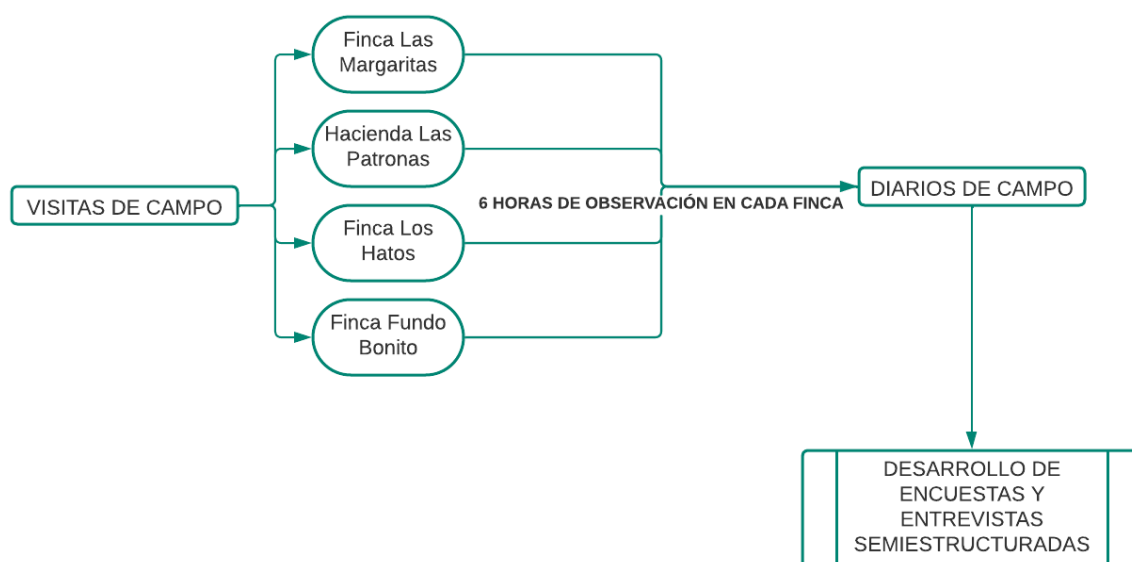 VISITAS DE CAMPO
Finca Las
Margaritas
Hacienda Las
Patronas
Finca Los
Hatos
Finca Fundo
Bonito
6 HORAS DE OBSERVACIÓN EN CADA FINCA
DIARIOS DE CAMPO
DESARROLLO DE
ENCUESTAS Y
ENTREVISTAS
SEMIESTRUCTURADAS